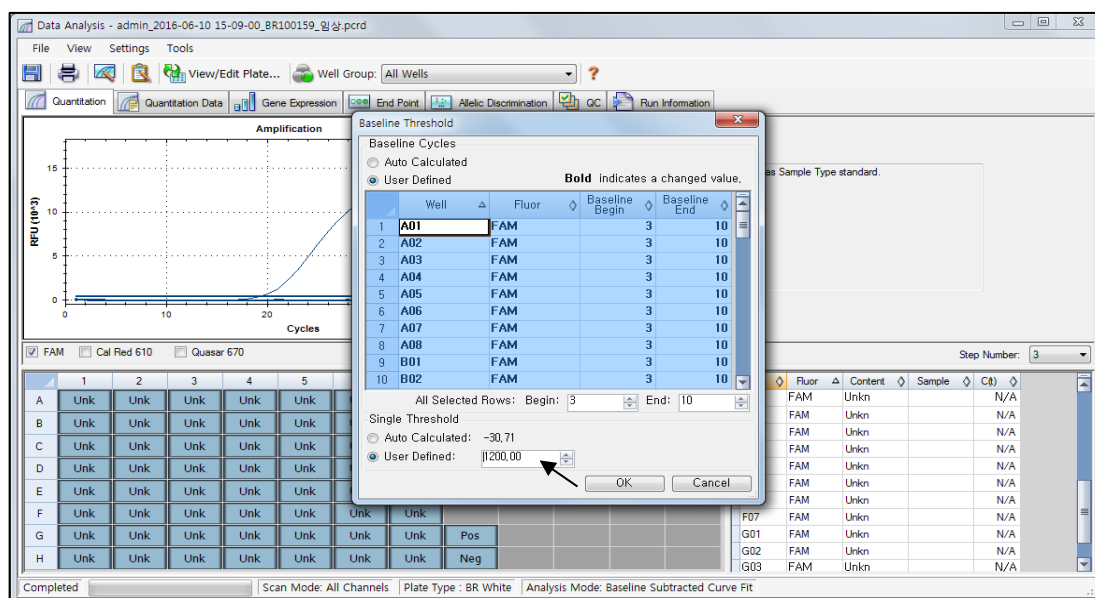 Data Analysis - admin_2016-06-10 15-09-00_BR100159_임상.pcrd
File View Settings Tools
View/Edit Plate... Well Group: All Wells ?
Quantitation Quantitation Data Gene Expression End Point Allelic Discrimination QC Run Information
Amplification
RFU (10^3)
15
10
5
0
0 10 20
Cycles
as Sample Type standard.
Baseline Threshold
Baseline Cycles
Auto Calculated
User Defined Bold indicates a changed value.
Well Fluor Baseline Begin Baseline End
1 A01 FAM 3 10
2 A02 FAM 3 10
3 A03 FAM 3 10
4 A04 FAM 3 10
5 A05 FAM 3 10
6 A06 FAM 3 10
7 A07 FAM 3 10
8 A08 FAM 3 10
9 B01 FAM 3 10
10 B02 FAM 3 10
All Selected Rows: Begin: 3 End: 10
Single Threshold
Auto Calculated: -30,71
User Defined: 1200,00
OK Cancel
FAM Cal Red 610 Quasar 670
Step Number: 3
1 2 3 4 5
A Unk Unk Unk Unk Unk
B Unk Unk Unk Unk Unk
C Unk Unk Unk Unk Unk
D Unk Unk Unk Unk Unk
E Unk Unk Unk Unk Unk
F Unk Unk Unk Unk Unk Unk Unk
G Unk Unk Unk Unk Unk Unk Unk Pos
H Unk Unk Unk Unk Unk Unk Unk Neg
Fluor Content Sample C(t)
FAM Unkn N/A
FAM Unkn N/A
FAM Unkn N/A
FAM Unkn N/A
FAM Unkn N/A
FAM Unkn N/A
FAM Unkn N/A
F07 FAM Unkn N/A
G01 FAM Unkn N/A
G02 FAM Unkn N/A
G03 FAM Unkn N/A
Completed Scan Mode: All Channels Plate Type : BR White Analysis Mode: Baseline Subtracted Curve Fit